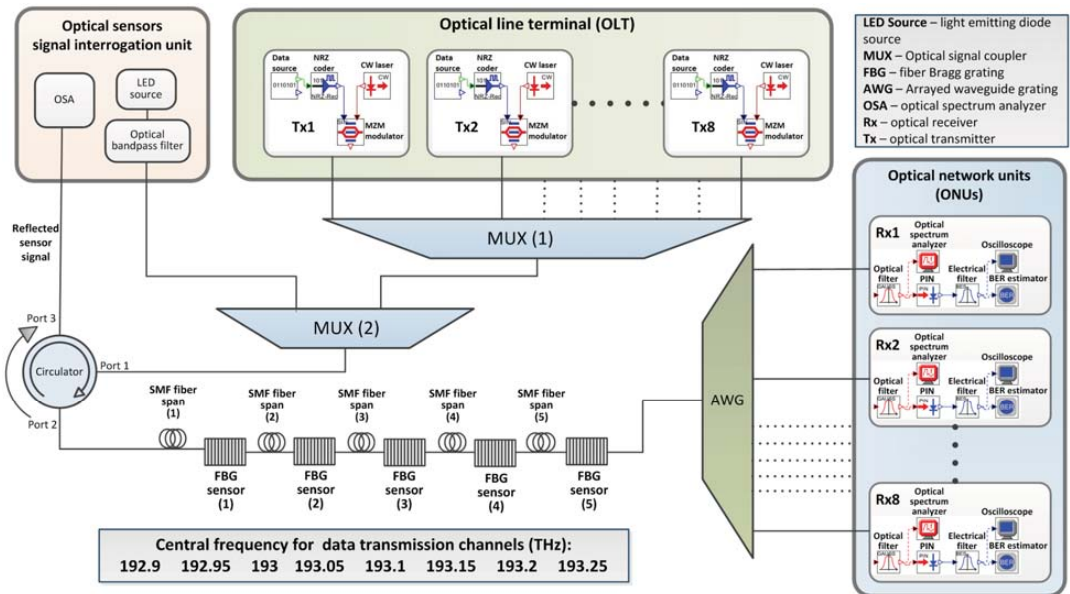 Optical sensors
signal interrogation unit
OSA
LED
source
Optical
bandpass filter
Optical line terminal (OLT)
Data
source
NRZ
coder
CW laser
0110101
NRZ-Rec
CW
Tx1
MZM
modulator
Data
source
NRZ
coder
CW laser
0110101
NRZ-Rec
CW
Tx2
MZM
modulator
Data
source
NRZ
coder
CW laser
0110101
NRZ-Rec
CW
Tx8
MZM
modulator
LED Source – light emitting diode
source
MUX – Optical signal coupler
FBG – fiber Bragg grating
AWG – Arrayed waveguide grating
OSA – optical spectrum analyzer
Rx – optical receiver
Tx – optical transmitter
Reflected
sensor
signal
MUX (1)
MUX (2)
Port 3
Circulator
Port 1
Port 2
SMF fiber
span
(1)
SMF fiber
span
(2)
SMF fiber
span
(3)
SMF fiber
span
(4)
SMF fiber
span
(5)
FBG
sensor
(1)
FBG
sensor
(2)
FBG
sensor
(3)
FBG
sensor
(4)
FBG
sensor
(5)
AWG
Optical network units
(ONUs)
Rx1
Optical
spectrum
analyzer
Oscilloscope
Optical
filter
PIN
Electrical
filter
BER estimator
Rx2
Optical
spectrum
analyzer
Oscilloscope
Optical
filter
PIN
Electrical
filter
BER estimator
Rx8
Optical
spectrum
analyzer
Oscilloscope
Optical
filter
PIN
Electrical
filter
BER estimator
Central frequency for data transmission channels (THz):
192.9 192.95 193 193.05 193.1 193.15 193.2 193.25